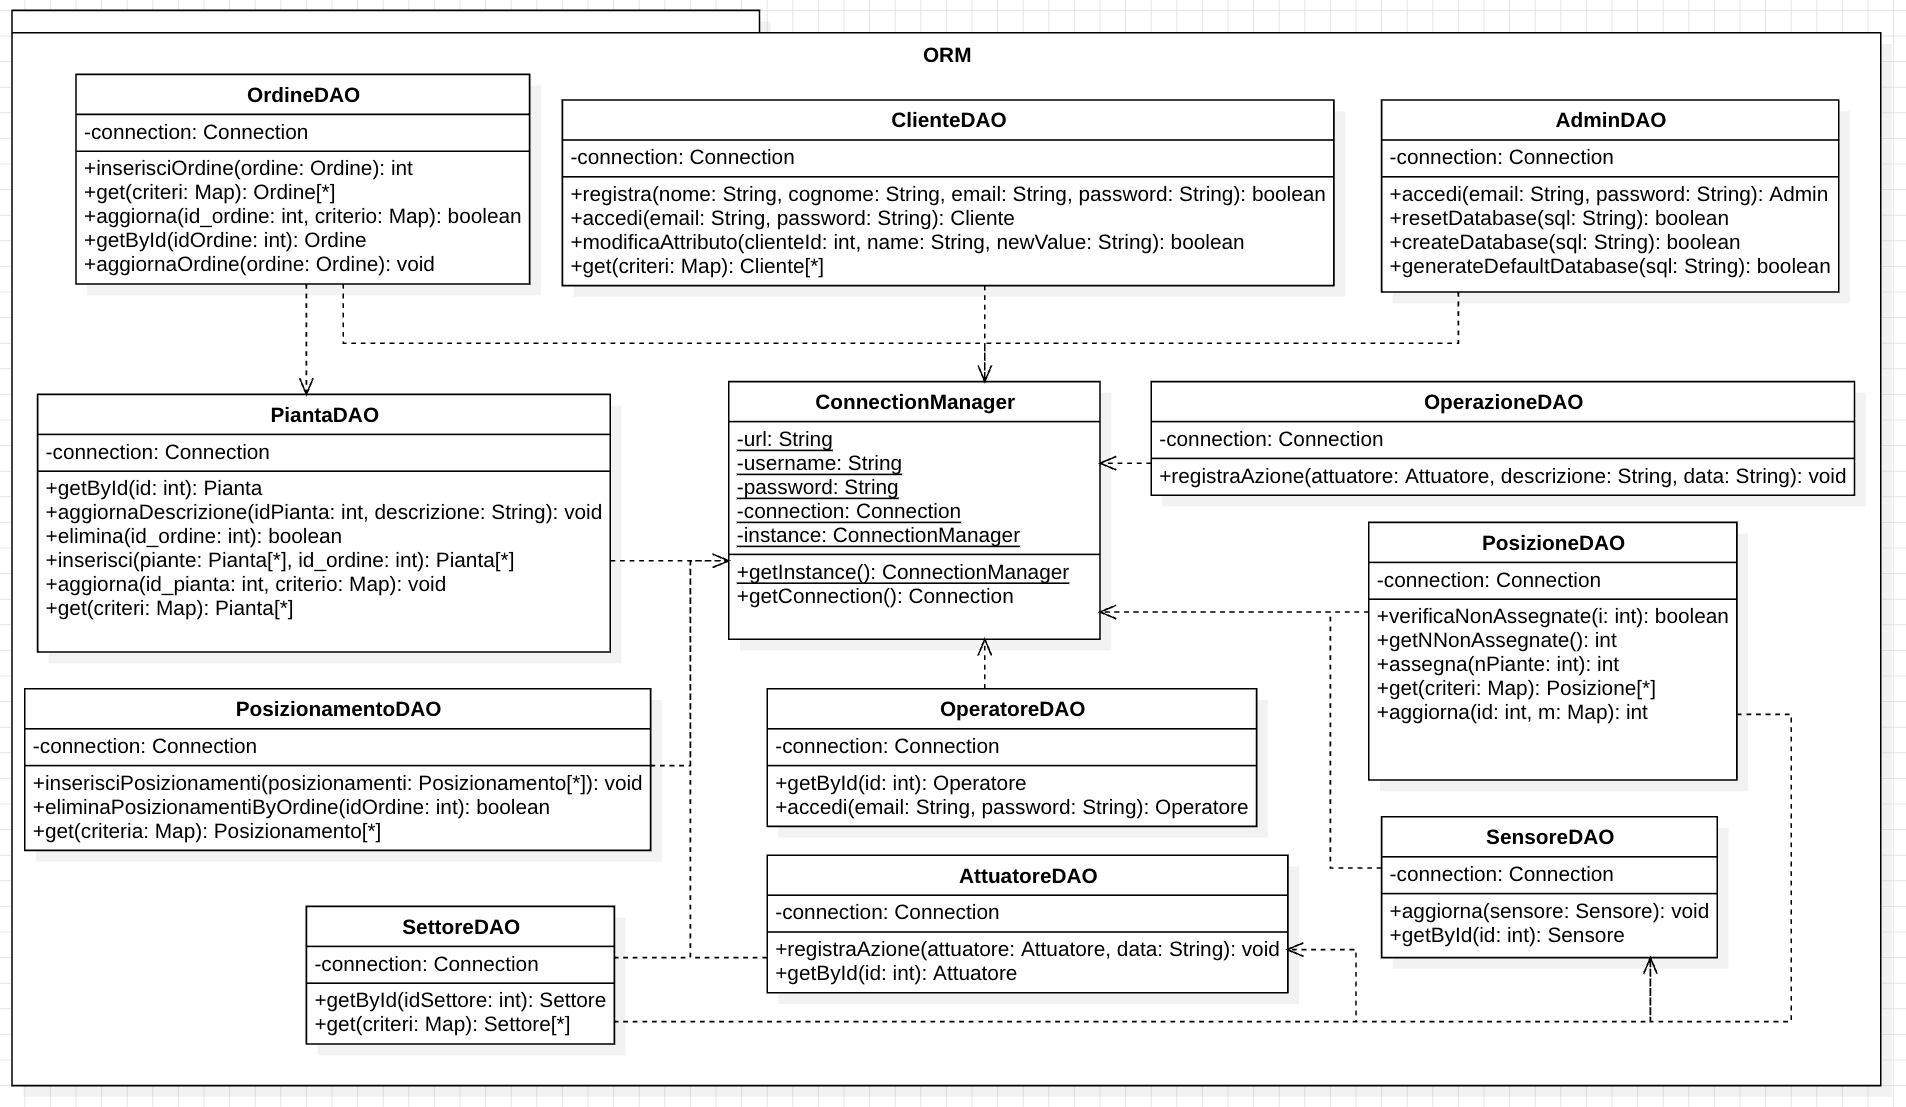 ORM
OrdineDAO
-connection: Connection
+inserisciOrdine(ordine: Ordine): int
+get(criteri: Map): Ordine[*]
+aggiorna(id_ordine: int, criterio: Map): boolean
+getById(idOrdine: int): Ordine
+aggiornaOrdine(ordine: Ordine): void
ClienteDAO
-connection: Connection
+registra(nome: String, cognome: String, email: String, password: String): boolean
+accedi(email: String, password: String): Cliente
+modificaAttributo(clienteId: int, name: String, newValue: String): boolean
+get(criteri: Map): Cliente[*]
AdminDAO
-connection: Connection
+accedi(email: String, password: String): Admin
+resetDatabase(sql: String): boolean
+createDatabase(sql: String): boolean
+generateDefaultDatabase(sql: String): boolean
PiantaDAO
-connection: Connection
+getById(id: int): Pianta
+aggiornaDescrizione(idPianta: int, descrizione: String): void
+elimina(id_ordine: int): boolean
+inserisci(piante: Pianta[*], id_ordine: int): Pianta[*]
+aggiorna(id_pianta: int, criterio: Map): void
+get(criteri: Map): Pianta[*]
ConnectionManager
-url: String
-username: String
-password: String
-connection: Connection
-instance: ConnectionManager
+getInstance(): ConnectionManager
+getConnection(): Connection
OperazioneDAO
-connection: Connection
+registraAzione(attuatore: Attuatore, descrizione: String, data: String): void
PosizioneDAO
-connection: Connection
+verificaNonAssegnate(i: int): boolean
+getNNonAssegnate(): int
+assegna(nPiante: int): int
+get(criteri: Map): Posizione[*]
+aggiorna(id: int, m: Map): int
PosizionamentoDAO
-connection: Connection
+inserisciPosizionamenti(posizionamenti: Posizionamento[*]): void
+eliminaPosizionamentiByOrdine(idOrdine: int): boolean
+get(criteria: Map): Posizionamento[*]
OperatoreDAO
-connection: Connection
+getById(id: int): Operatore
+accedi(email: String, password: String): Operatore
SensoreDAO
-connection: Connection
+aggiorna(sensore: Sensore): void
+getById(id: int): Sensore
AttuatoreDAO
-connection: Connection
+registraAzione(attuatore: Attuatore, data: String): void
+getById(id: int): Attuatore
SettoreDAO
-connection: Connection
+getById(idSettore: int): Settore
+get(criteri: Map): Settore[*]